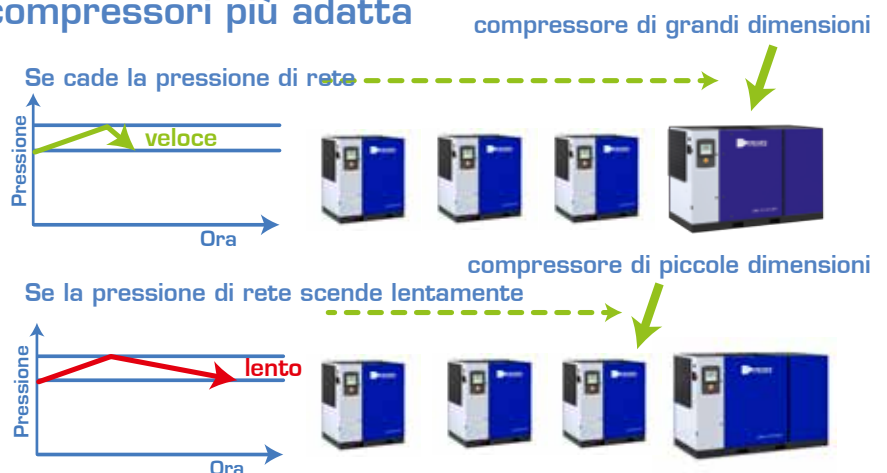 compressori più adatta
compressore di grandi dimensioni
Se cade la pressione di rete
Pressione
veloce
Ora
compressore di piccole dimensioni
Se la pressione di rete scende lentamente
Pressione
lento
Ora